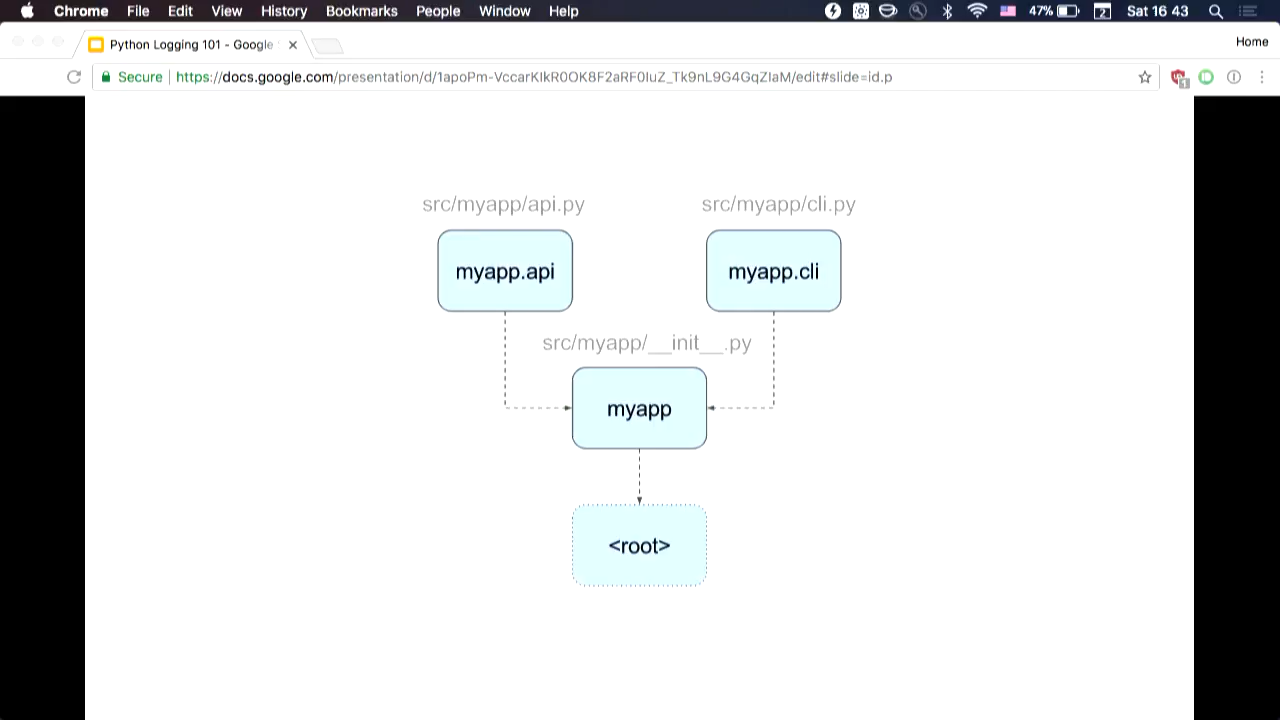 Chrome File Edit View History Bookmarks People Window Help 47% 2 Sat 16 43
Python Logging 101 - Google
Home
Secure https://docs.google.com/presentation/d/1apoPm-VccarKIkR0OK8F2aRF0IuZ_Tk9nL9G4GqZIaM/edit#slide=id.p
1
src/myapp/api.py
src/myapp/cli.py
myapp.api
myapp.cli
src/myapp/__init__.py
myapp
<root>